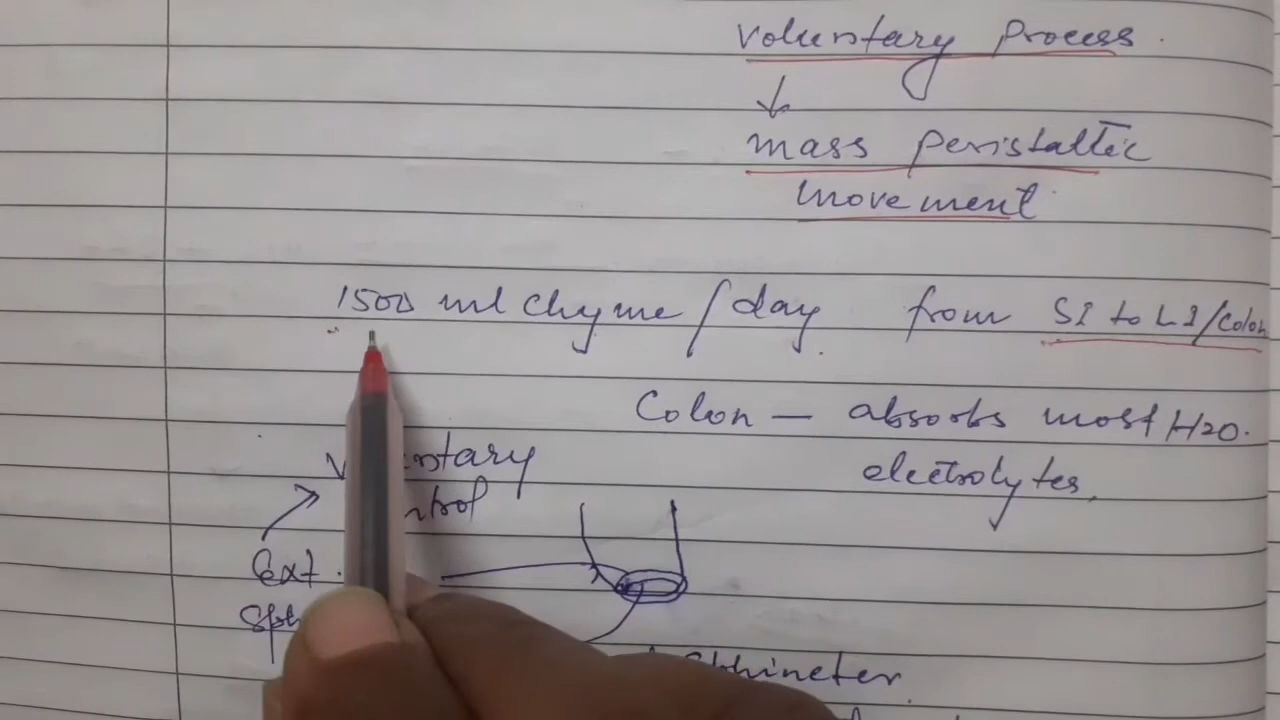 voluntary process.
↓
mass peristaltic
movement
1500 ml chyme/day. from SI to LI/Colon
Colon — absorbs most H2O.
electrolytes,
Ext.
Sphincter